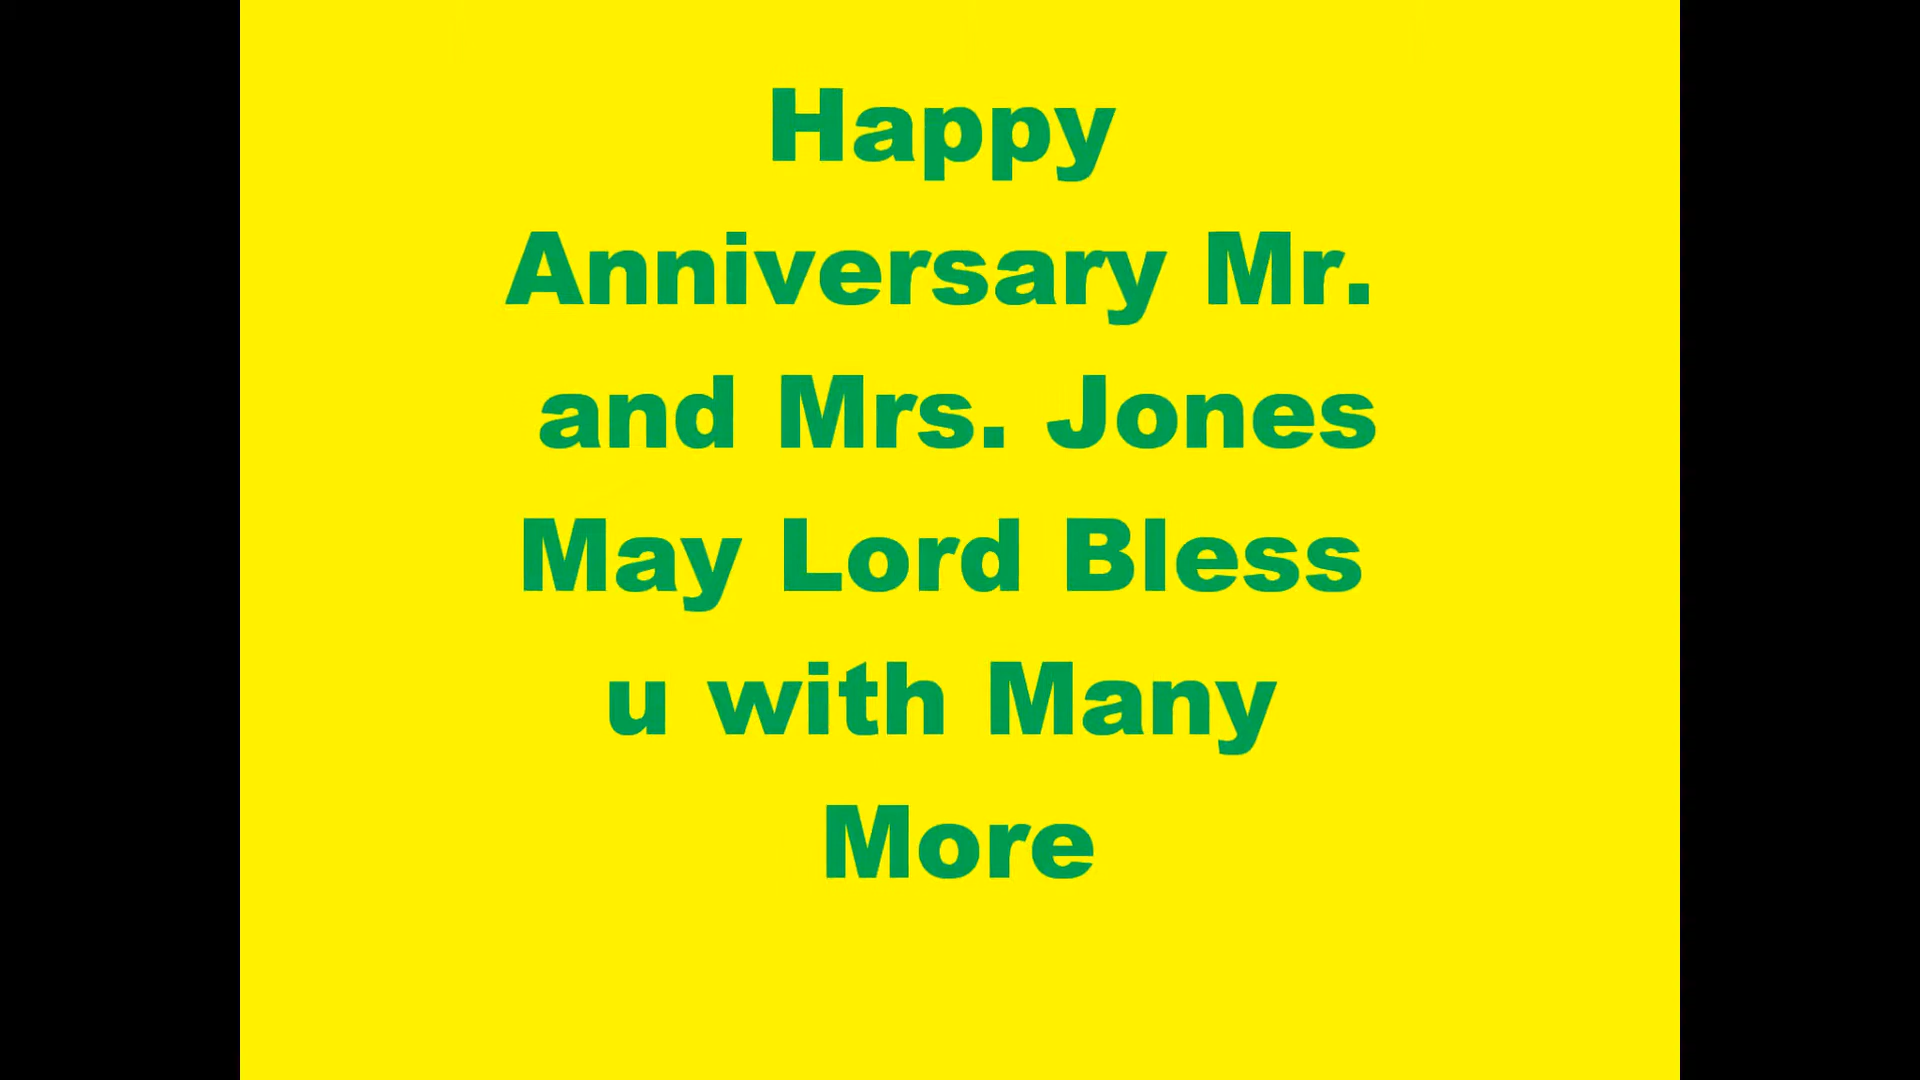 Happy
Anniversary Mr.
and Mrs. Jones
May Lord Bless
u with Many
More